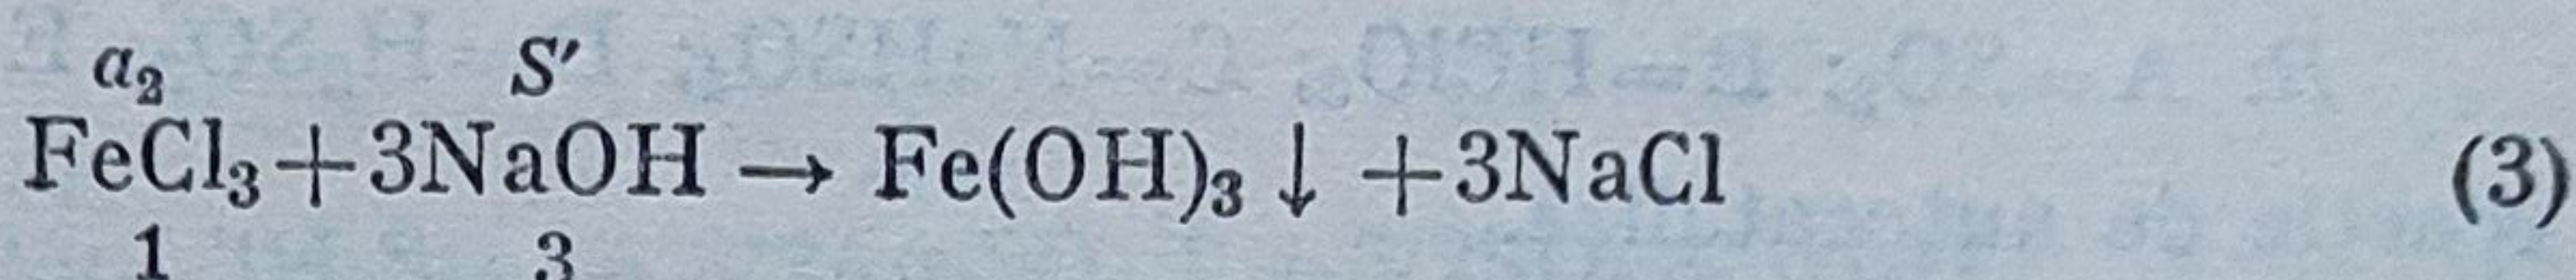 a₂ S′
FeCl₃+3NaOH → Fe(OH)₃ ↓ +3NaCl (3)
1 3